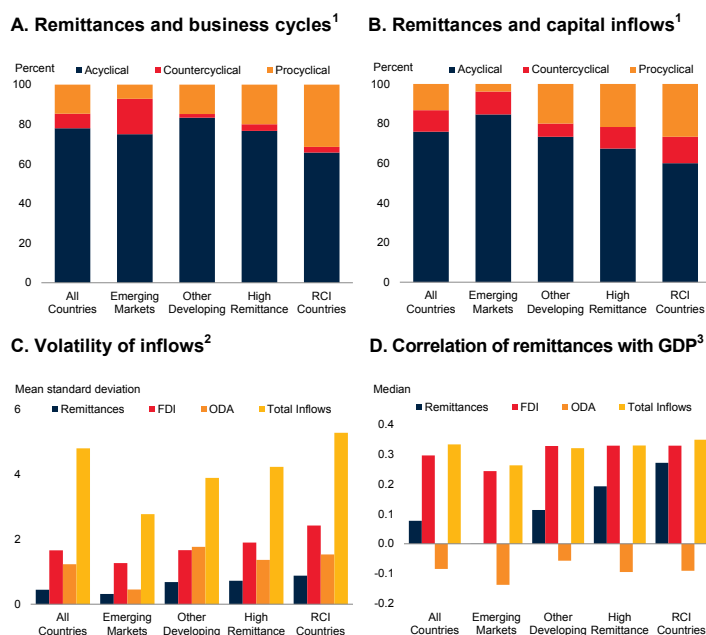 A. Remittances and business cycles¹
Percent
Acyclical Countercyclical Procyclical
100
80
60
40
20
0
All Countries
Emerging Markets
Other Developing
High Remittance
RCI Countries
B. Remittances and capital inflows¹
Percent
Acyclical Countercyclical Procyclical
100
80
60
40
20
0
All Countries
Emerging Markets
Other Developing
High Remittance
RCI Countries
C. Volatility of inflows²
Mean standard deviation
Remittances FDI ODA Total Inflows
6
4
2
0
All Countries
Emerging Markets
Other Developing
High Remittance
RCI Countries
D. Correlation of remittances with GDP³
Median
Remittances FDI ODA Total Inflows
0.4
0.3
0.2
0.1
0.0
-0.1
-0.2
All Countries
Emerging Markets
Other Developing
High Remittance
RCI Countries